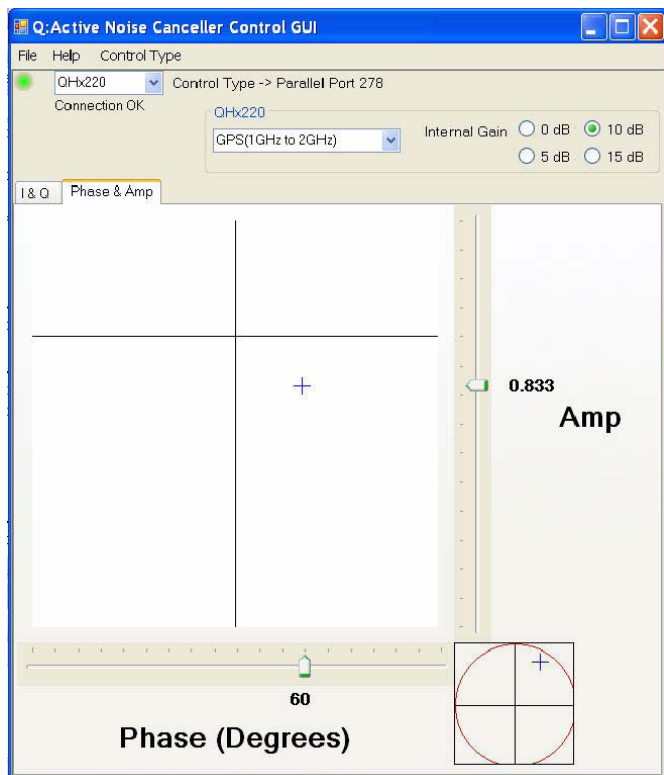 Q:Active Noise Canceller Control GUI
File Help Control Type
QHx220 Control Type -> Parallel Port 278
Connection OK
QHx220
GPS(1GHz to 2GHz)
Internal Gain 0 dB 10 dB
5 dB 15 dB
I & Q Phase & Amp
0.833
Amp
60
Phase (Degrees)